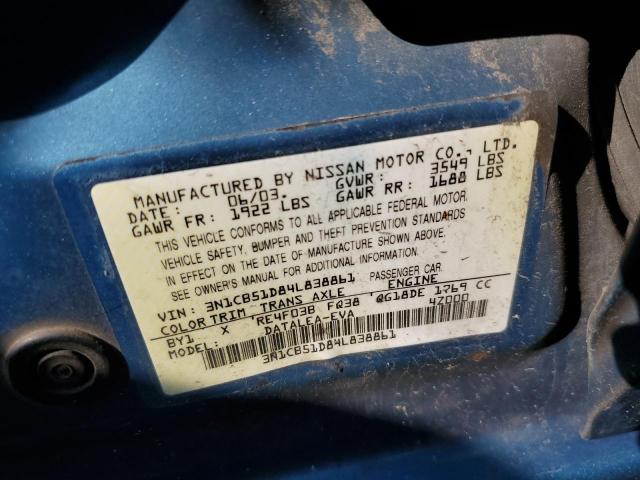 MANUFACTURED BY NISSAN MOTOR CO., LTD.
DATE: 06/03. GVWR: 3549 LBS
GAWR FR: 1922 LBS GAWR RR: 1688 LBS
THIS VEHICLE CONFORMS TO ALL APPLICABLE FEDERAL MOTOR
VEHICLE SAFETY, BUMPER AND THEFT PREVENTION STANDARDS
IN EFFECT ON THE DATE OF MANUFACTURE SHOWN ABOVE.
SEE OWNER'S MANUAL FOR ADDITIONAL INFORMATION.
VIN: 3N1CB51D84L838861 PASSENGER CAR.
COLOR TRIM TRANS AXLE ENGINE
BY1 X RE4F03B FQ38 QG18DE 1769 CC
MODEL: DATALEA-EVA 4Z000
3N1CB51D84L838861